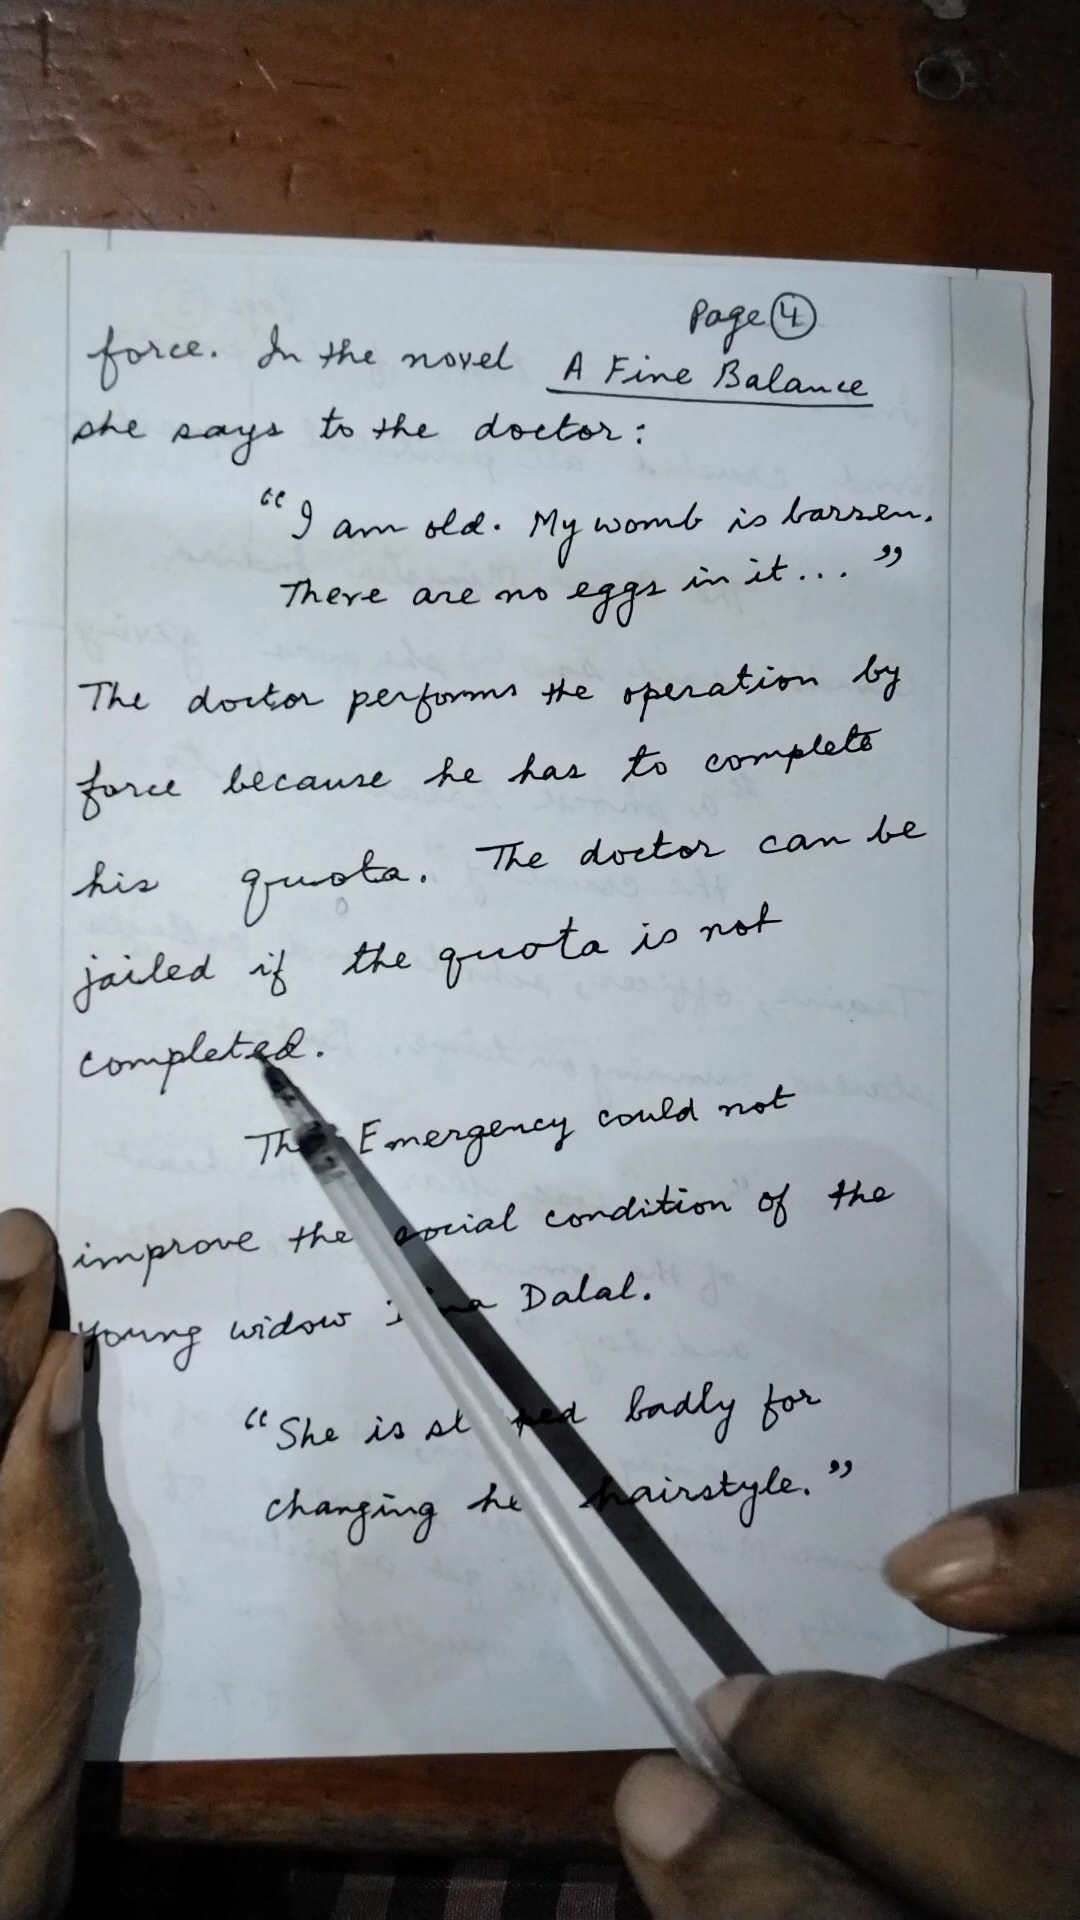 Page 4
force. In the novel A Fine Balance
she says to the doctor:
"I am old. My womb is barren.
There are no eggs in it... "
The doctor performs the operation by
force because he has to complete
his quota. The doctor can be
jailed if the quota is not
completed.
The Emergency could not
improve the social condition of the
young widow Dalal.
"She is badly for
changing hairstyle."